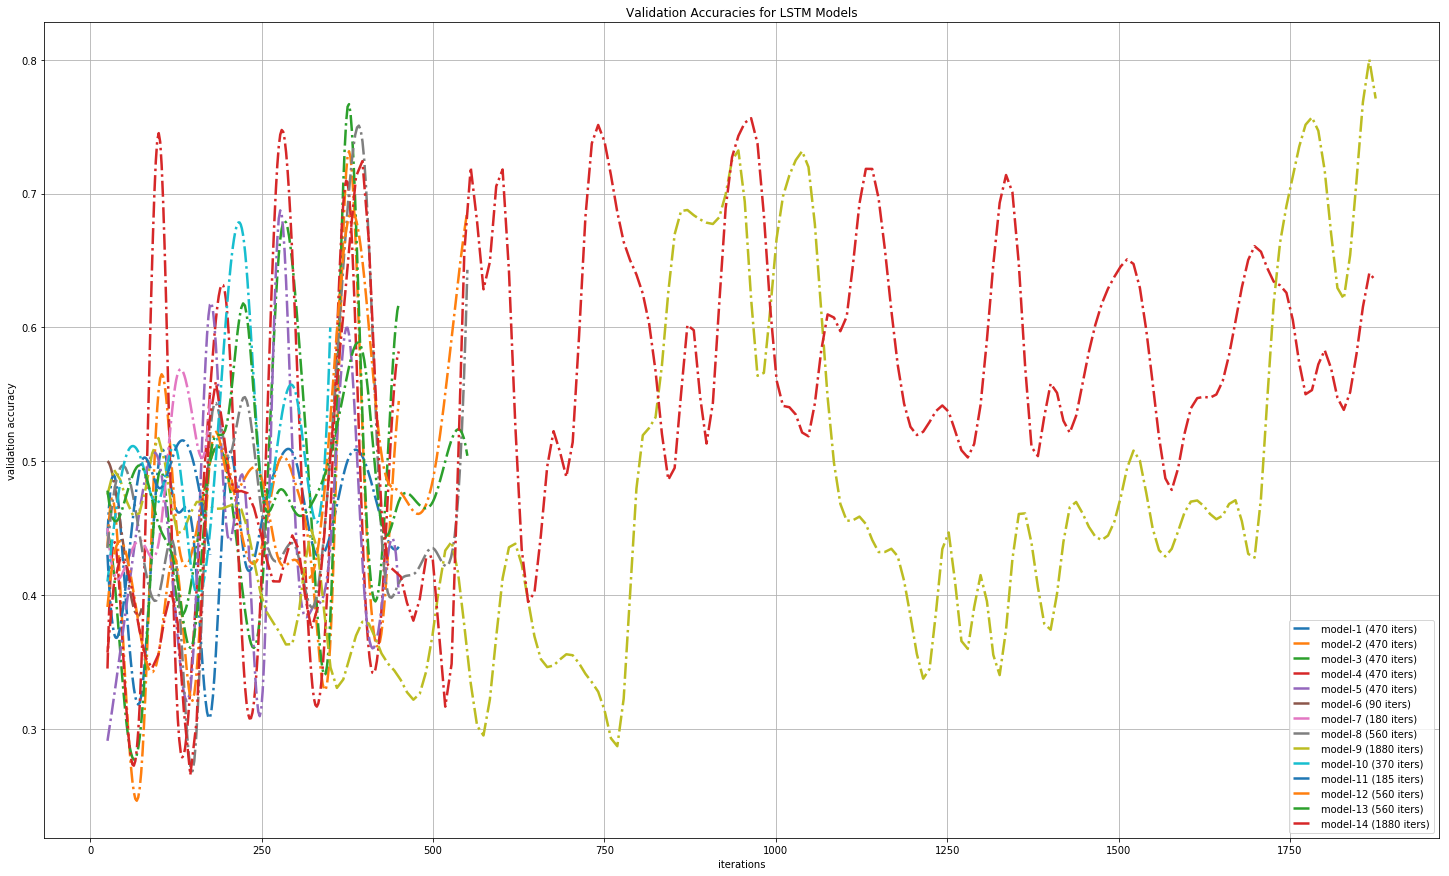 Validation Accuracies for LSTM Models
validation accuracy
0.8
0.7
0.6
0.5
0.4
0.3
0
250
500
750
1000
1250
1500
1750
iterations
model-1 (470 iters)
model-2 (470 iters)
model-3 (470 iters)
model-4 (470 iters)
model-5 (470 iters)
model-6 (90 iters)
model-7 (180 iters)
model-8 (560 iters)
model-9 (1880 iters)
model-10 (370 iters)
model-11 (185 iters)
model-12 (560 iters)
model-13 (560 iters)
model-14 (1880 iters)